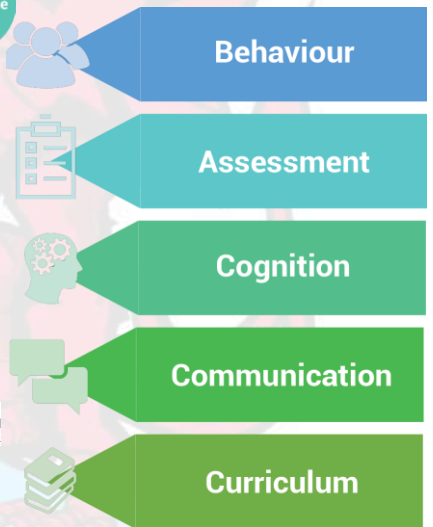 e
Behaviour
Assessment
Cognition
Communication
Curriculum